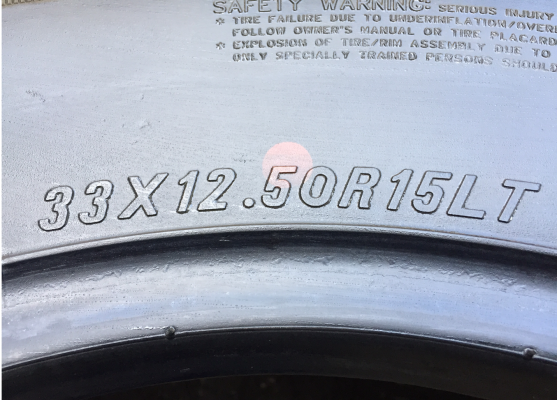 SAFETY WARNING: SERIOUS INJURY
* TIRE FAILURE DUE TO UNDERINFLATION/OVERL
FOLLOW OWNER'S MANUAL OR TIRE PLACARD
* EXPLOSION OF TIRE/RIM ASSEMBLY DUE TO
ONLY SPECIALLY TRAINED PERSONS SHOULD
33X12.50R15LT